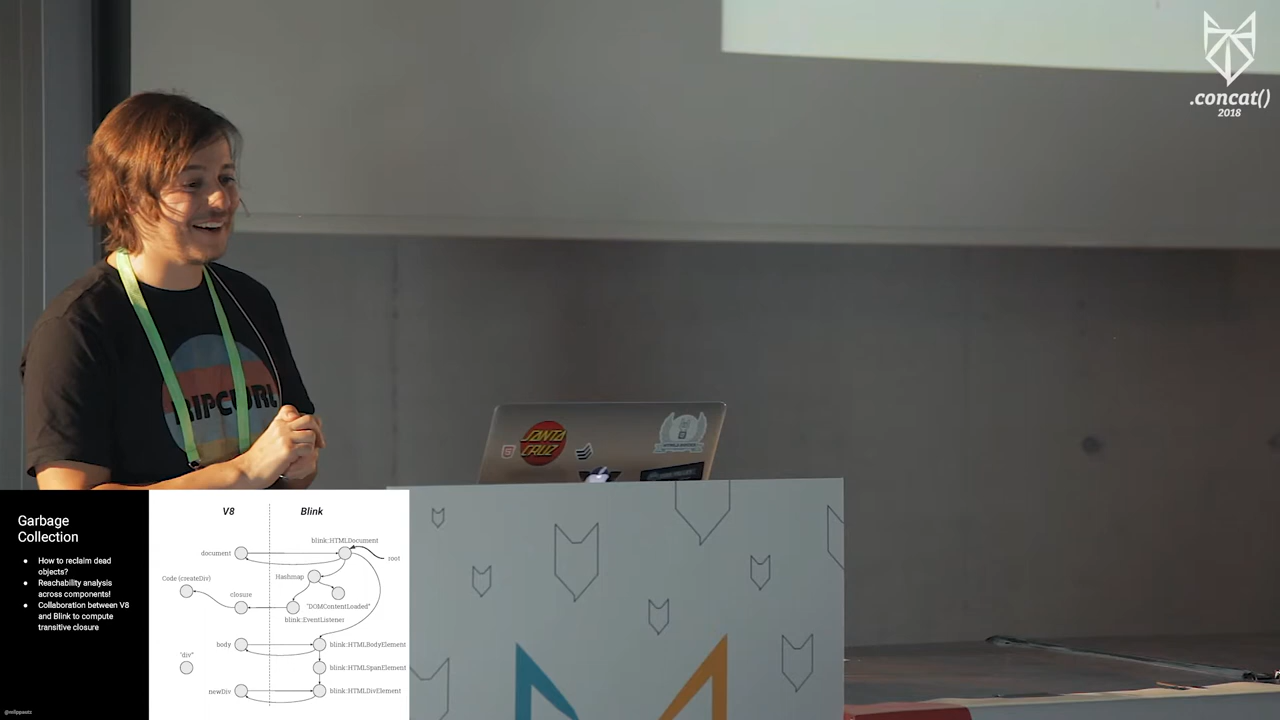 .concat()
2018
RIPCURL
SANTA
CRUZ
Garbage
Collection
How to reclaim dead
objects?
Reachability analysis
across components!
Collaboration between V8
and Blink to compute
transitive closure
@mlippautz
V8
Blink
blink::HTMLDocument
document
root
Code (createDiv)
Hashmap
closure
"DOMContentLoaded"
blink::EventListener
body
blink::HTMLBodyElement
"div"
blink::HTMLSpanElement
newDiv
blink::HTMLDivElement